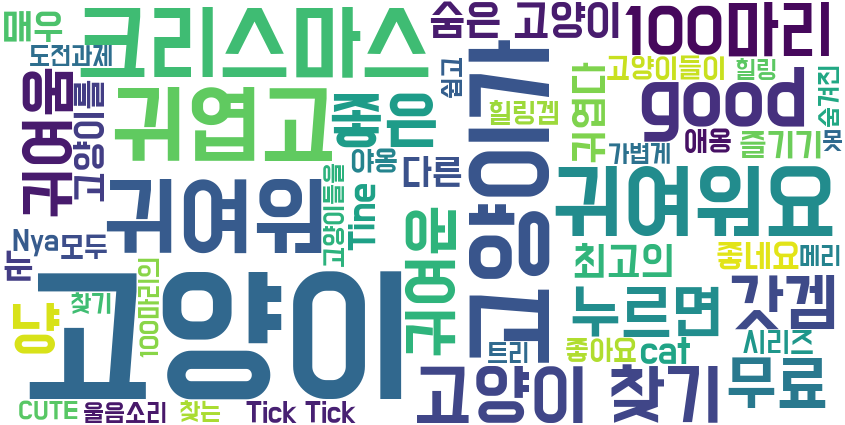 매우
크리스마스
숨은 고양이
100마리
도전과제
귀여움
고양이를
귀엽고
좋은
쉽고
고양이가
힐링겜
귀엽다
고양이들이
힐링
숨겨진
good
애옹
즐기기
못
가볍게
야옹
다른
귀여워
고양이들을
Tine
귀여운
귀여워요
Nya
모두
눈
최고의
좋네요
메리
냥
찾기
100마리의
고양이
누르면
갓겜
트리
좋아요
cat
시리즈
고양이 찾기
무료
CUTE
울음소리
찾는
Tick Tick